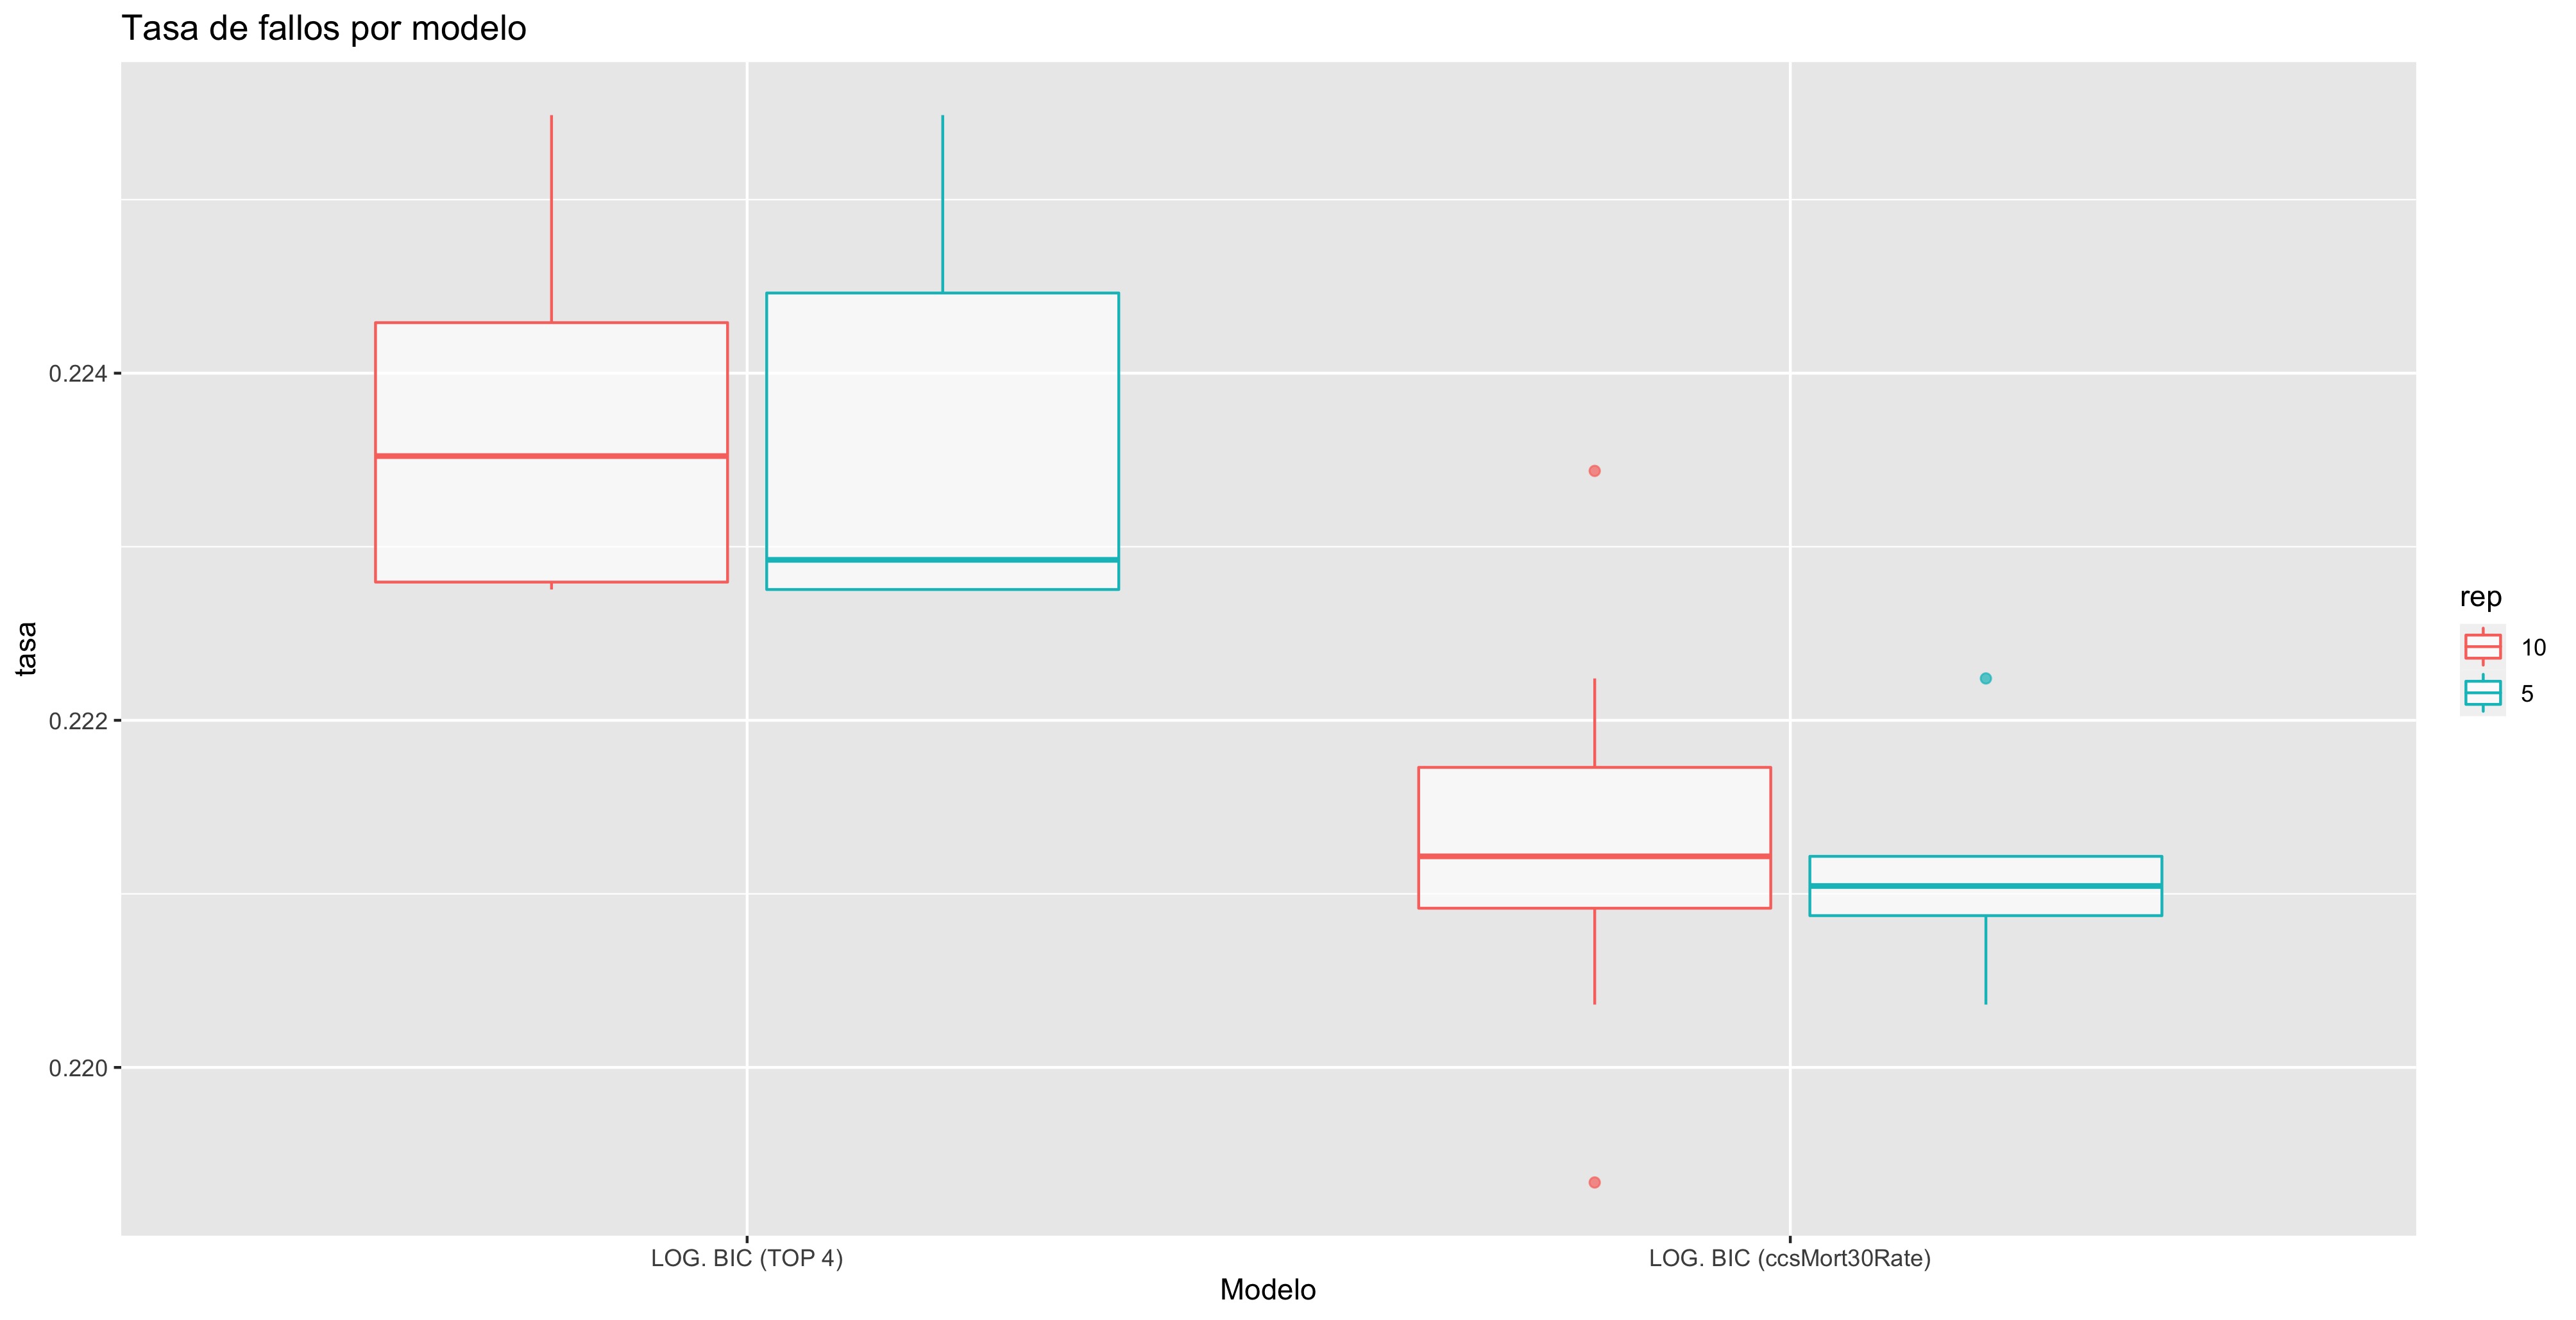 Tasa de fallos por modelo
tasa
0.224
0.222
0.220
LOG. BIC (TOP 4)
LOG. BIC (ccsMort30Rate)
Modelo
rep
10
5